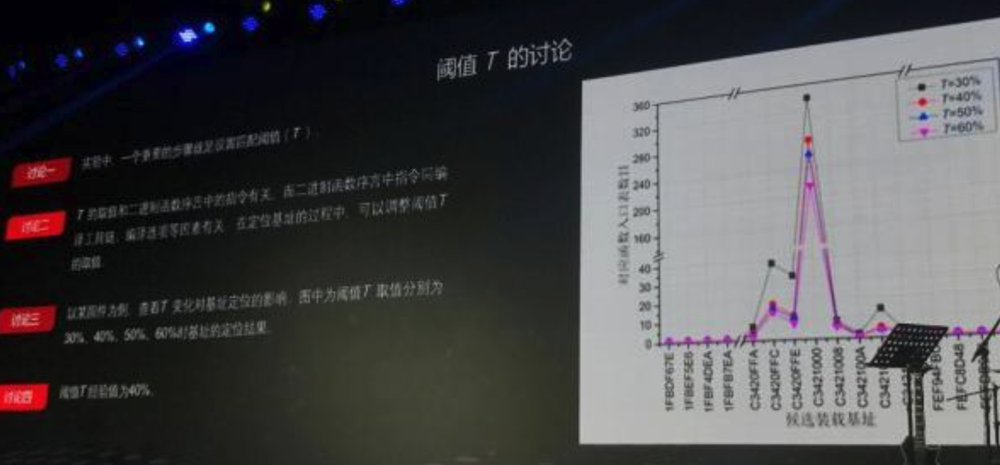 阈值 T 的讨论
讨论一
实验中 一个重要的步骤就是设置匹配阈值（T）
讨论二
T 的取值和二进制函数序言中的指令有关 而二进制函数序言中指令同编
译工具链、编译选项等因素有关 在定位基址的过程中 可以调整阈值T
的取值
讨论三
以某固件为例 查看T 变化对基址定位的影响 图中为阈值T 取值分别为
30%、40%、50%、60%时基址的定位结果
讨论四
阈值T经验值为40%。
T=30%
T=40%
T=50%
T=60%
360
320
280
240
200
160
40
30
20
10
0
对应函数入口表数目
1FBDF67E
1FBEF5E6
1FBF4DEA
1FBFB7EA
C3420FFA
C3420FFC
C3420FFE
C3421000
C3421008
C342100A
FEFC8D48
候选装载基址